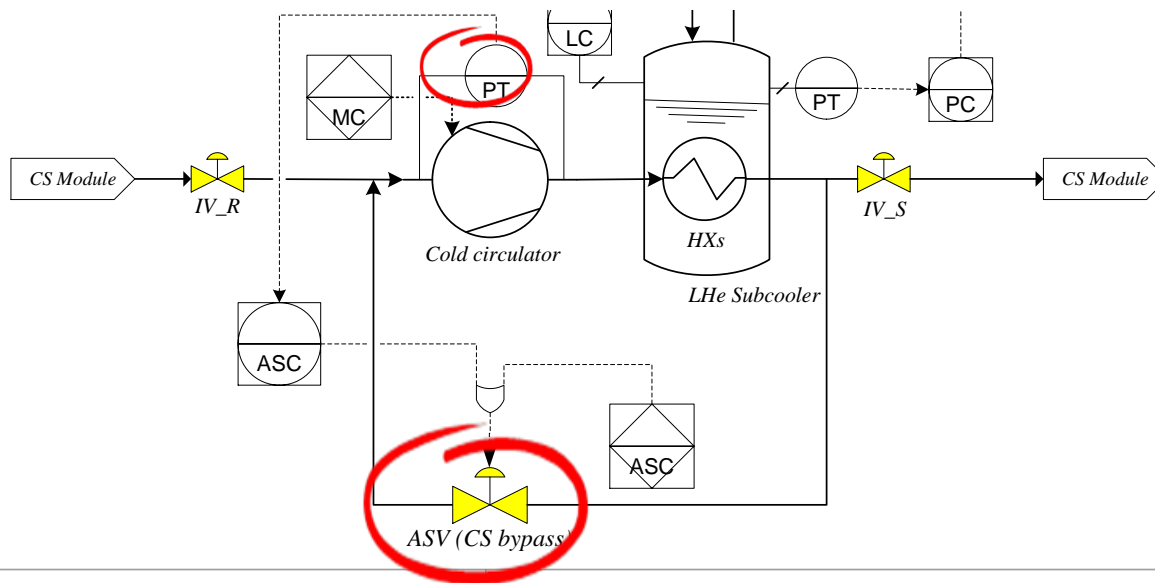 LC
PT
MC
PT
PC
CS Module
IV_R
IV_S
CS Module
Cold circulator
HXs
LHe Subcooler
ASC
ASC
ASV (CS bypass)